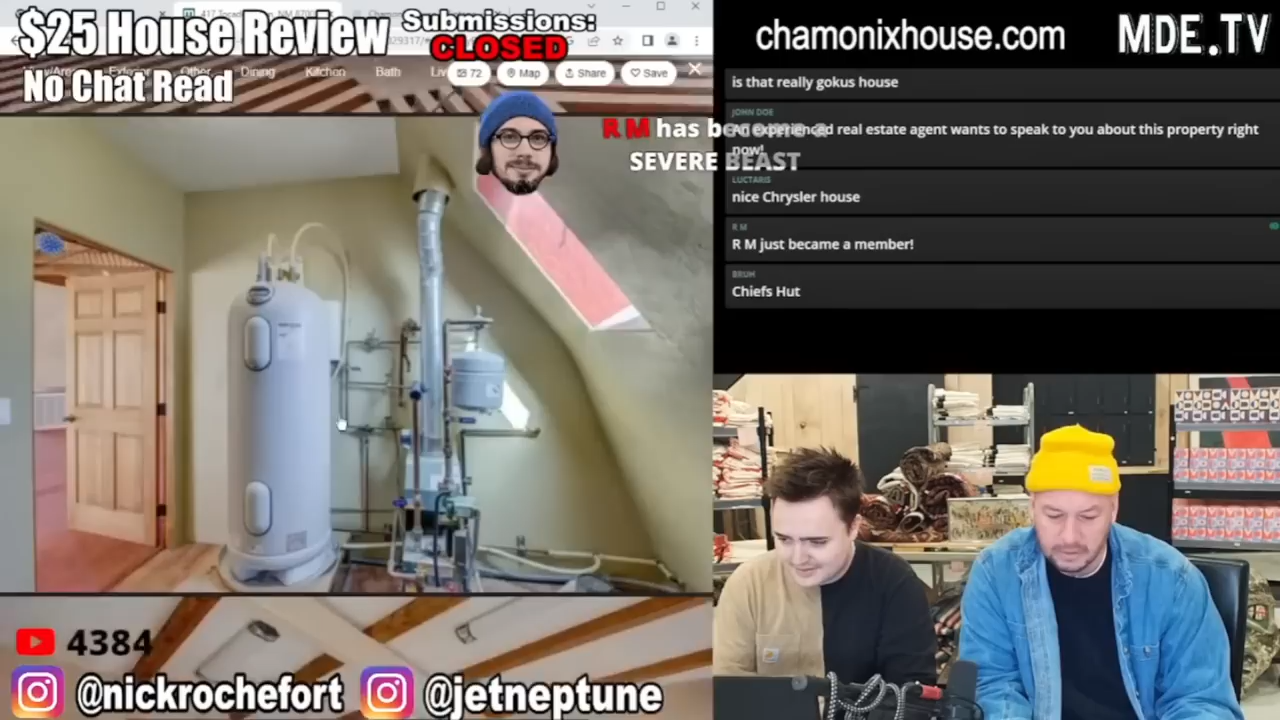 $25 House Review
Submissions:
CLOSED
No Chat Read
Other
Dining
Kitchen
Bath
72
Map
Share
Save
R M has become a
SEVERE BEAST
chamonixhouse.com
MDE.TV
is that really gokus house
JOHN DOE
An experienced real estate agent wants to speak to you about this property right
now!
LUCTARIS
nice Chrysler house
R M
R M just became a member!
BRUH
Chiefs Hut
4384
@nickrochefort
@jetneptune